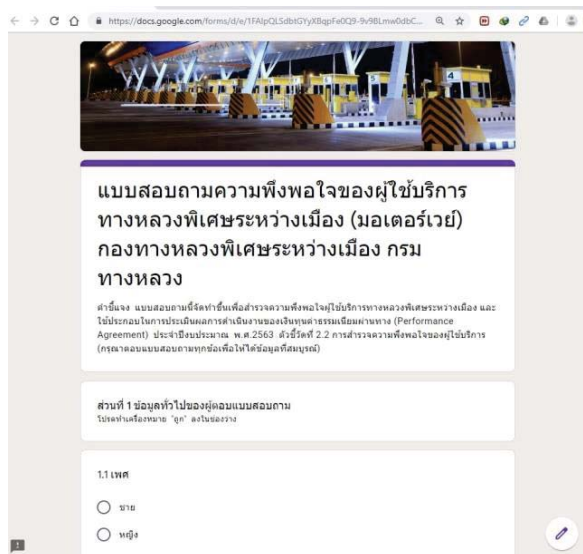 https://docs.google.com/forms/d/e/1FAIpQLSdbtGYyXBqpFe0Q9-9v9BLmw0dbC...
4
แบบสอบถามความพึงพอใจของผู้ใช้บริการ
ทางหลวงพิเศษระหว่างเมือง (มอเตอร์เวย์)
กองทางหลวงพิเศษระหว่างเมือง กรม
ทางหลวง
คำชี้แจง แบบสอบถามนี้จัดทำขึ้นเพื่อสำรวจความพึงพอใจผู้ใช้บริการทางหลวงพิเศษระหว่างเมือง และ
ใช้ประกอบในการประเมินผลการดำเนินงานของเงินทุนค่าธรรมเนียมผ่านทาง (Performance
Agreement) ประจำปีงบประมาณ พ.ศ.2563 ตัวชี้วัดที่ 2.2 การสำรวจความพึงพอใจของผู้ใช้บริการ
(กรุณาตอบแบบสอบถามทุกข้อเพื่อให้ได้ข้อมูลที่สมบูรณ์)
ส่วนที่ 1 ข้อมูลทั่วไปของผู้ตอบแบบสอบถาม
โปรดทำเครื่องหมาย "ถูก" ลงในช่องว่าง
1.1 เพศ
ชาย
หญิง